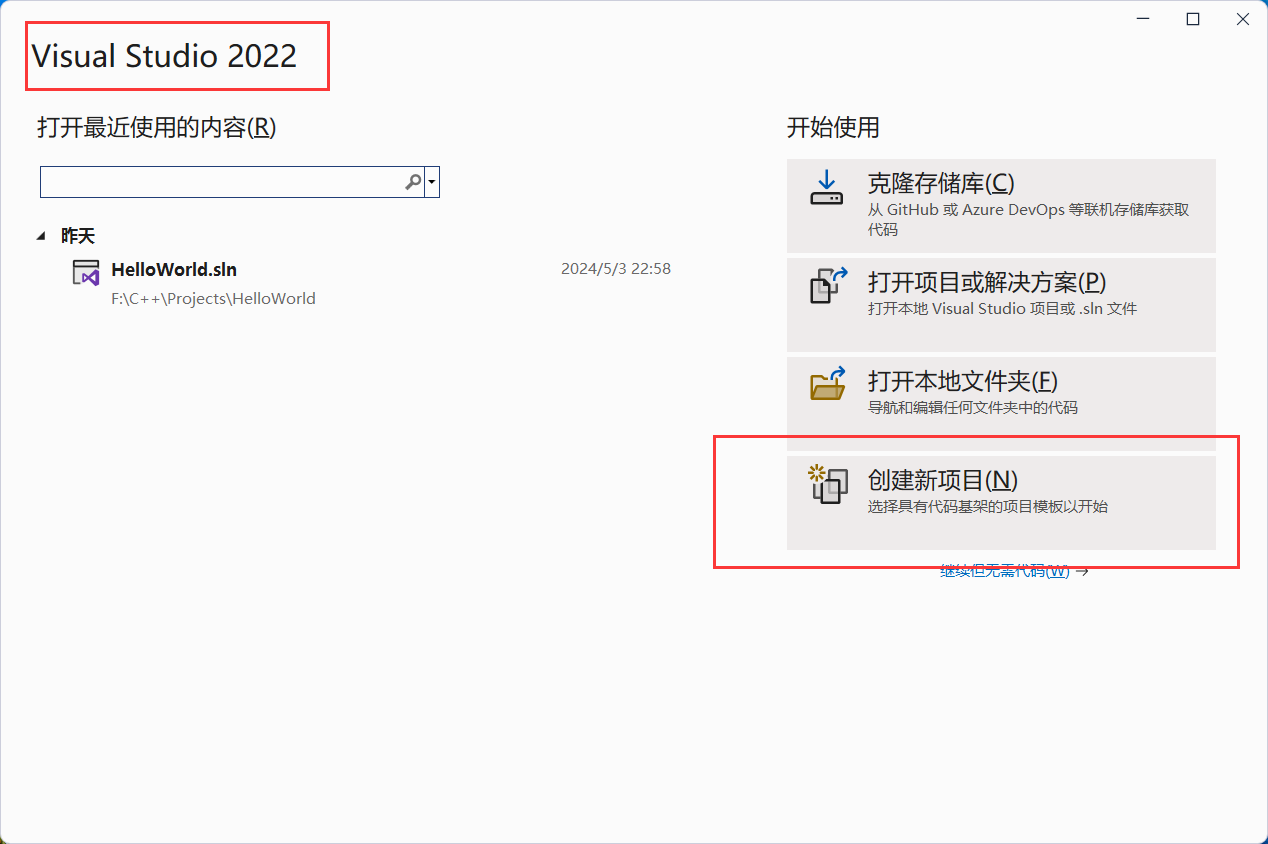 Visual Studio 2022
打开最近使用的内容(R)
昨天
HelloWorld.sln
2024/5/3 22:58
F:\C++\Projects\HelloWorld
开始使用
克隆存储库(C)
从 GitHub 或 Azure DevOps 等联机存储库获取
代码
打开项目或解决方案(P)
打开本地 Visual Studio 项目或 .sln 文件
打开本地文件夹(F)
导航和编辑任何文件夹中的代码
创建新项目(N)
选择具有代码基架的项目模板以开始
继续但无需代码(W) →